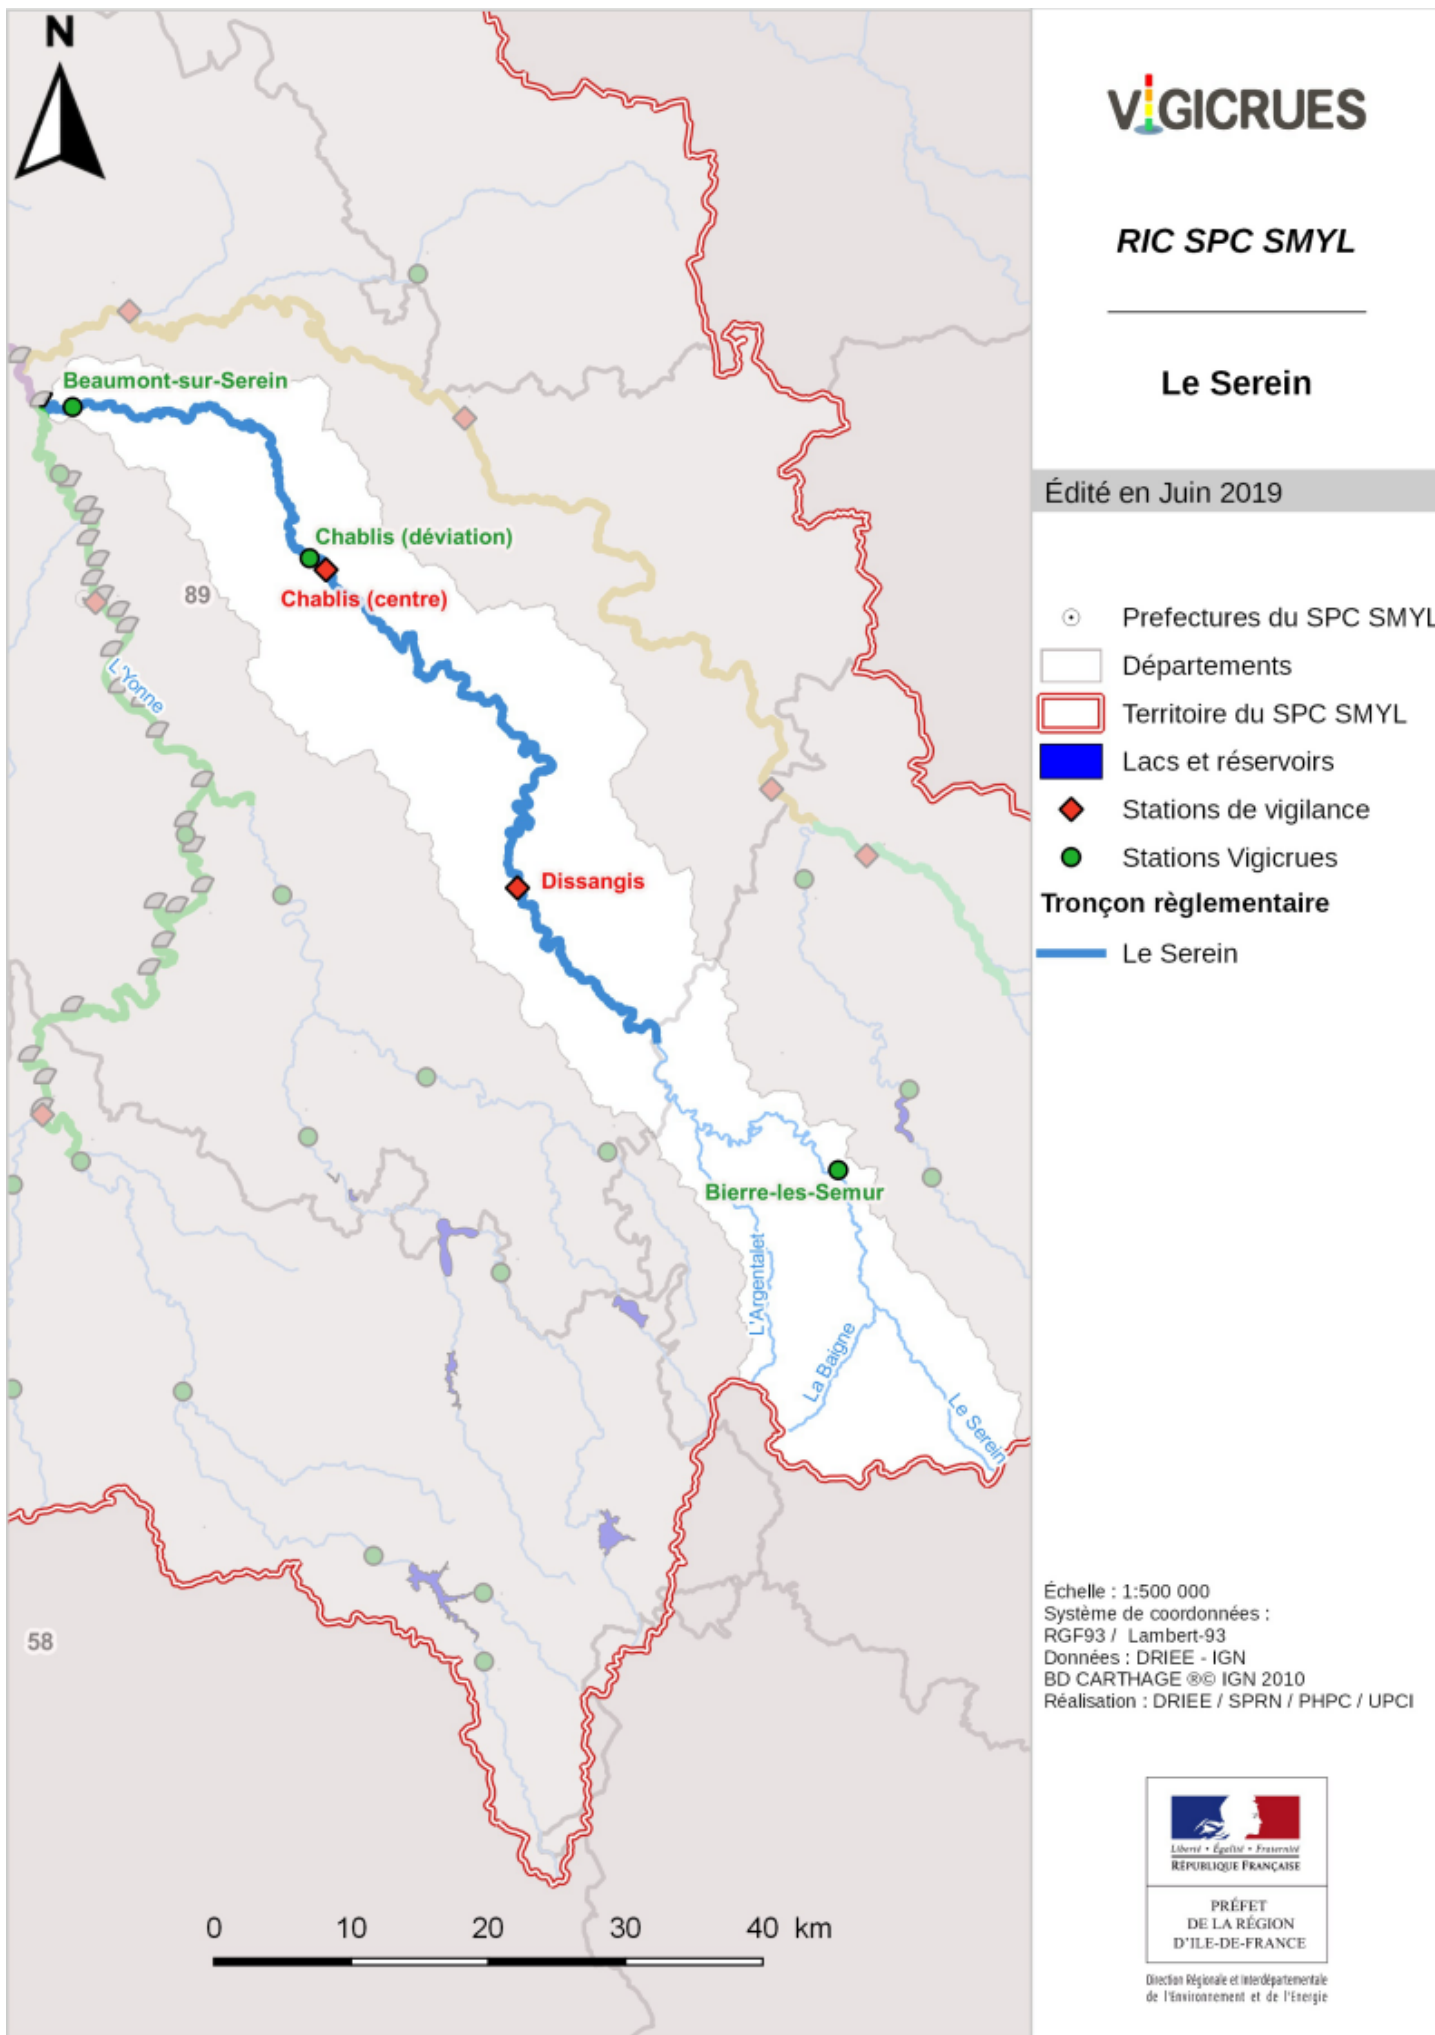 N
VIGICRUES
RIC SPC SMYL
Le Serein
Édité en Juin 2019
Prefectures du SPC SMYL
Départements
Territoire du SPC SMYL
Lacs et réservoirs
Stations de vigilance
Stations Vigicrues
Tronçon règlementaire
Le Serein
Beaumont-sur-Serein
Chablis (déviation)
Chablis (centre)
89
L'Yonne
Dissangis
Bierre-les-Semur
L'Argentalet
La Baigne
Le Serein
58
0 10 20 30 40 km
Échelle : 1:500 000
Système de coordonnées :
RGF93 / Lambert-93
Données : DRIEE - IGN
BD CARTHAGE ®© IGN 2010
Réalisation : DRIEE / SPRN / PHPC / UPCI
Liberté • Égalité • Fraternité
RÉPUBLIQUE FRANÇAISE
PRÉFET
DE LA RÉGION
D'ILE-DE-FRANCE
Direction Régionale et Interdépartementale
de l'Environnement et de l'Energie